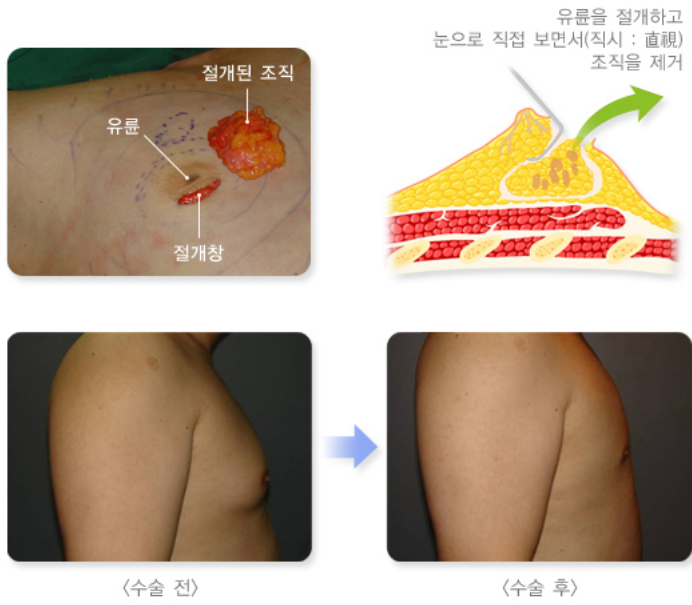 유륜을 절개하고
눈으로 직접 보면서(직시 : 直視)
조직을 제거
절개된 조직
유륜
절개창
〈수술 전〉
〈수술 후〉